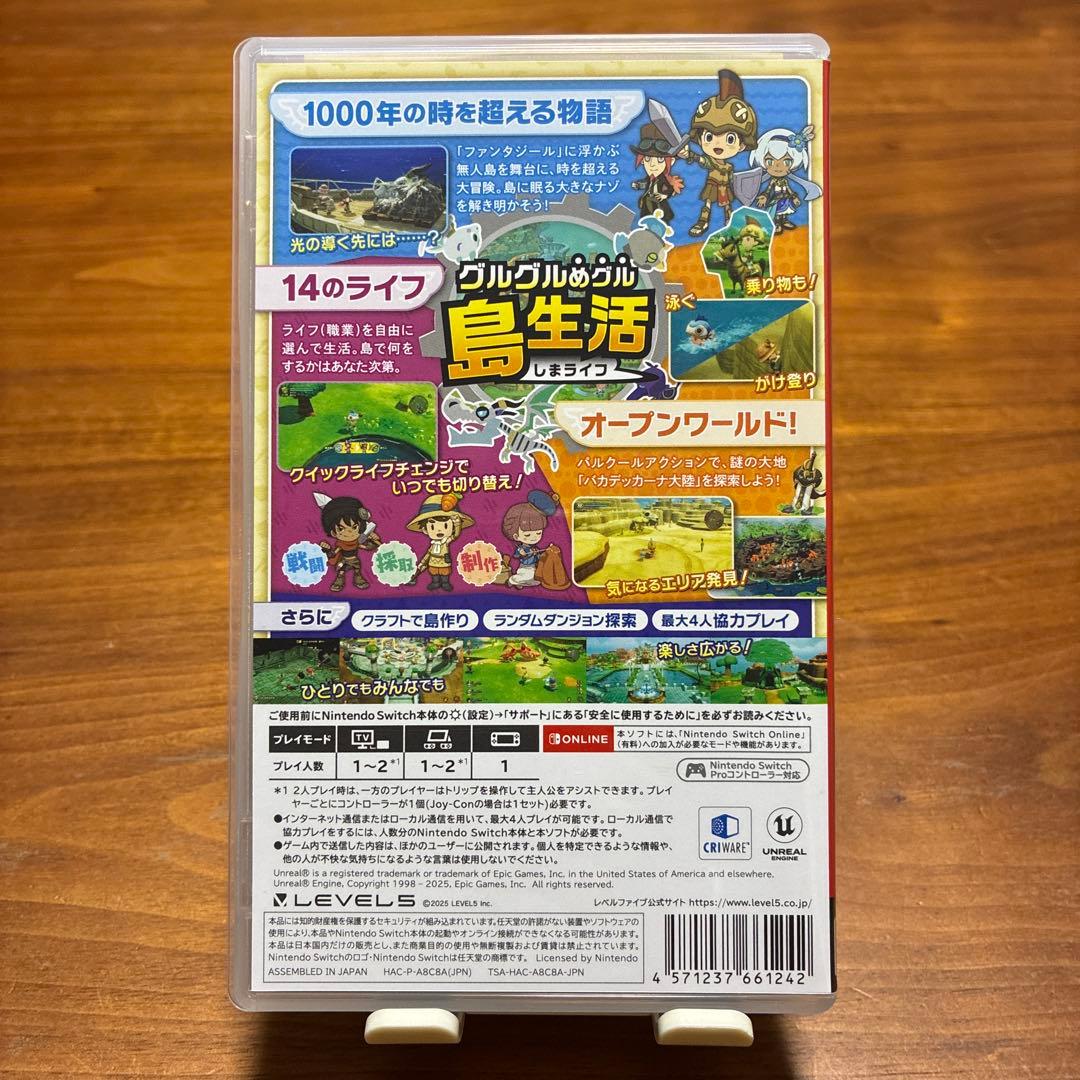 1000年の時を超える物語
「ファンタジール」に浮かぶ
無人島を舞台に、時を超える
大冒険。島に眠る大きなナゾ
を解き明かそう!
光の導く先には……?
14のライフ
ライフ(職業)を自由に
選んで生活。島で何を
するかはあなた次第。
グルグルめグル
島生活
しまライフ
乗り物も!
泳ぐ
がけ登り
クイックライフチェンジで
いつでも切り替え!
戦闘
採取
制作
オープンワールド!
パルクールアクションで、謎の大地
「バカデッカーナ大陸」を探索しよう!
気になるエリア発見!
さらに クラフトで島作り ランダムダンジョン探索 最大4人協力プレイ
ひとりでもみんなでも
楽しさ広がる!
ご使用前にNintendo Switch本体の(設定)→「サポート」にある「安全に使用するために」を必ずお読みください。
プレイモード TV
プレイ人数 1~2*1 1~2*1 1
ONLINE
本ソフトには、「Nintendo Switch Online」
(有料)への加入が必要なモードや機能があります。
Nintendo Switch
Proコントローラー対応
*1 2人プレイ時は、一方のプレイヤーはトリップを操作して主人公をアシストできます。プレイ
ヤーごとにコントローラーが1個(Joy-Conの場合は1セット)必要です。
●インターネット通信またはローカル通信を用いて、最大4人プレイが可能です。ローカル通信で
協力プレイをするには、人数分のNintendo Switch本体と本ソフトが必要です。
●ゲーム内で送信した内容は、ほかのユーザーに公開されます。個人を特定できるような情報や、
他の人が不快な気持ちになるような言葉は使用しないでください。
CRIWARE™
UNREAL
ENGINE
Unreal® is a registered trademark or trademark of Epic Games, Inc. in the United States of America and elsewhere.
Unreal® Engine, Copyright 1998 – 2025, Epic Games, Inc. All rights reserved.
LEVEL5 ©2025 LEVEL5 Inc.
レベルファイブ公式サイト https://www.level5.co.jp/
本品には知的財産権を保護するセキュリティが組み込まれています。任天堂の許諾がない装置やソフトウェアの
使用により、本品やNintendo Switch本体の起動やオンライン接続ができなくなる可能性があります。
本品は日本国内だけの販売とし、また商業目的の使用や無断複製および賃貸は禁止されています。
Nintendo Switchのロゴ・Nintendo Switchは任天堂の商標です。 Licensed by Nintendo
ASSEMBLED IN JAPAN HAC-P-A8C8A(JPN) TSA-HAC-A8C8A-JPN
4 571237 661242